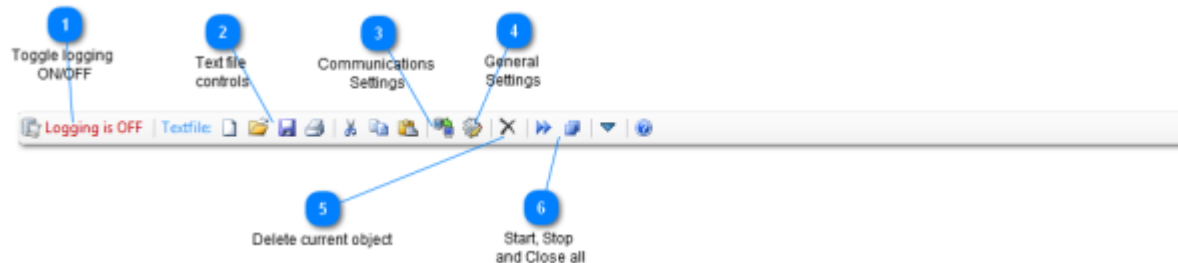 1
2
3
4
Toggle logging
ON/OFF
Text file
controls
Communications
Settings
General
Settings
Logging is OFF
Textfile:
5
6
Delete current object
Start, Stop
and Close all